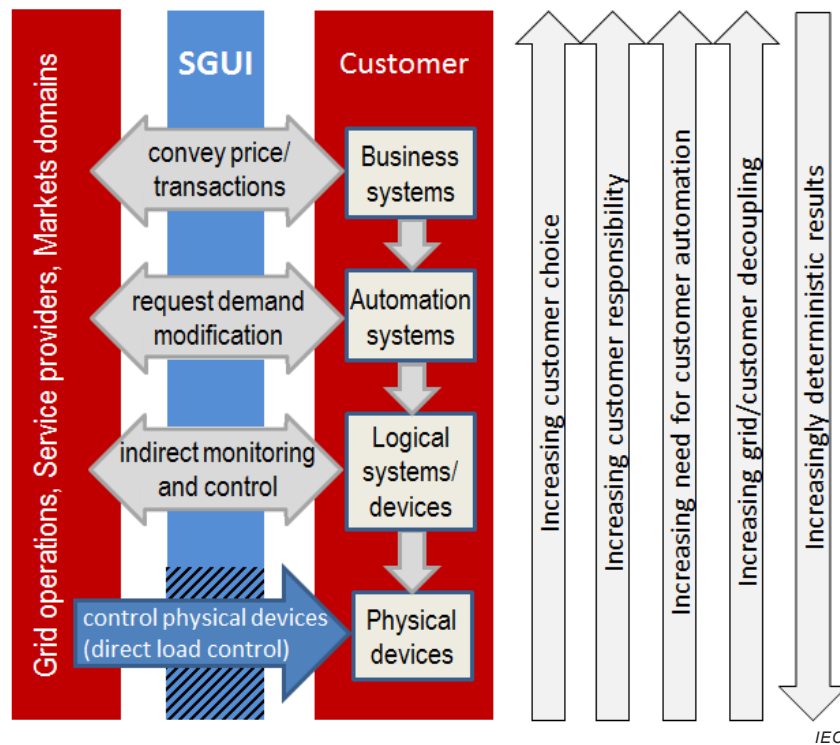 Grid operations, Service providers, Markets domains
SGUI
Customer
convey price/
transactions
Business
systems
request demand
modification
Automation
systems
indirect monitoring
and control
Logical
systems/
devices
control physical devices
(direct load control)
Physical
devices
Increasing customer choice
Increasing customer responsibility
Increasing need for customer automation
Increasing grid/customer decoupling
Increasingly deterministic results
IEC